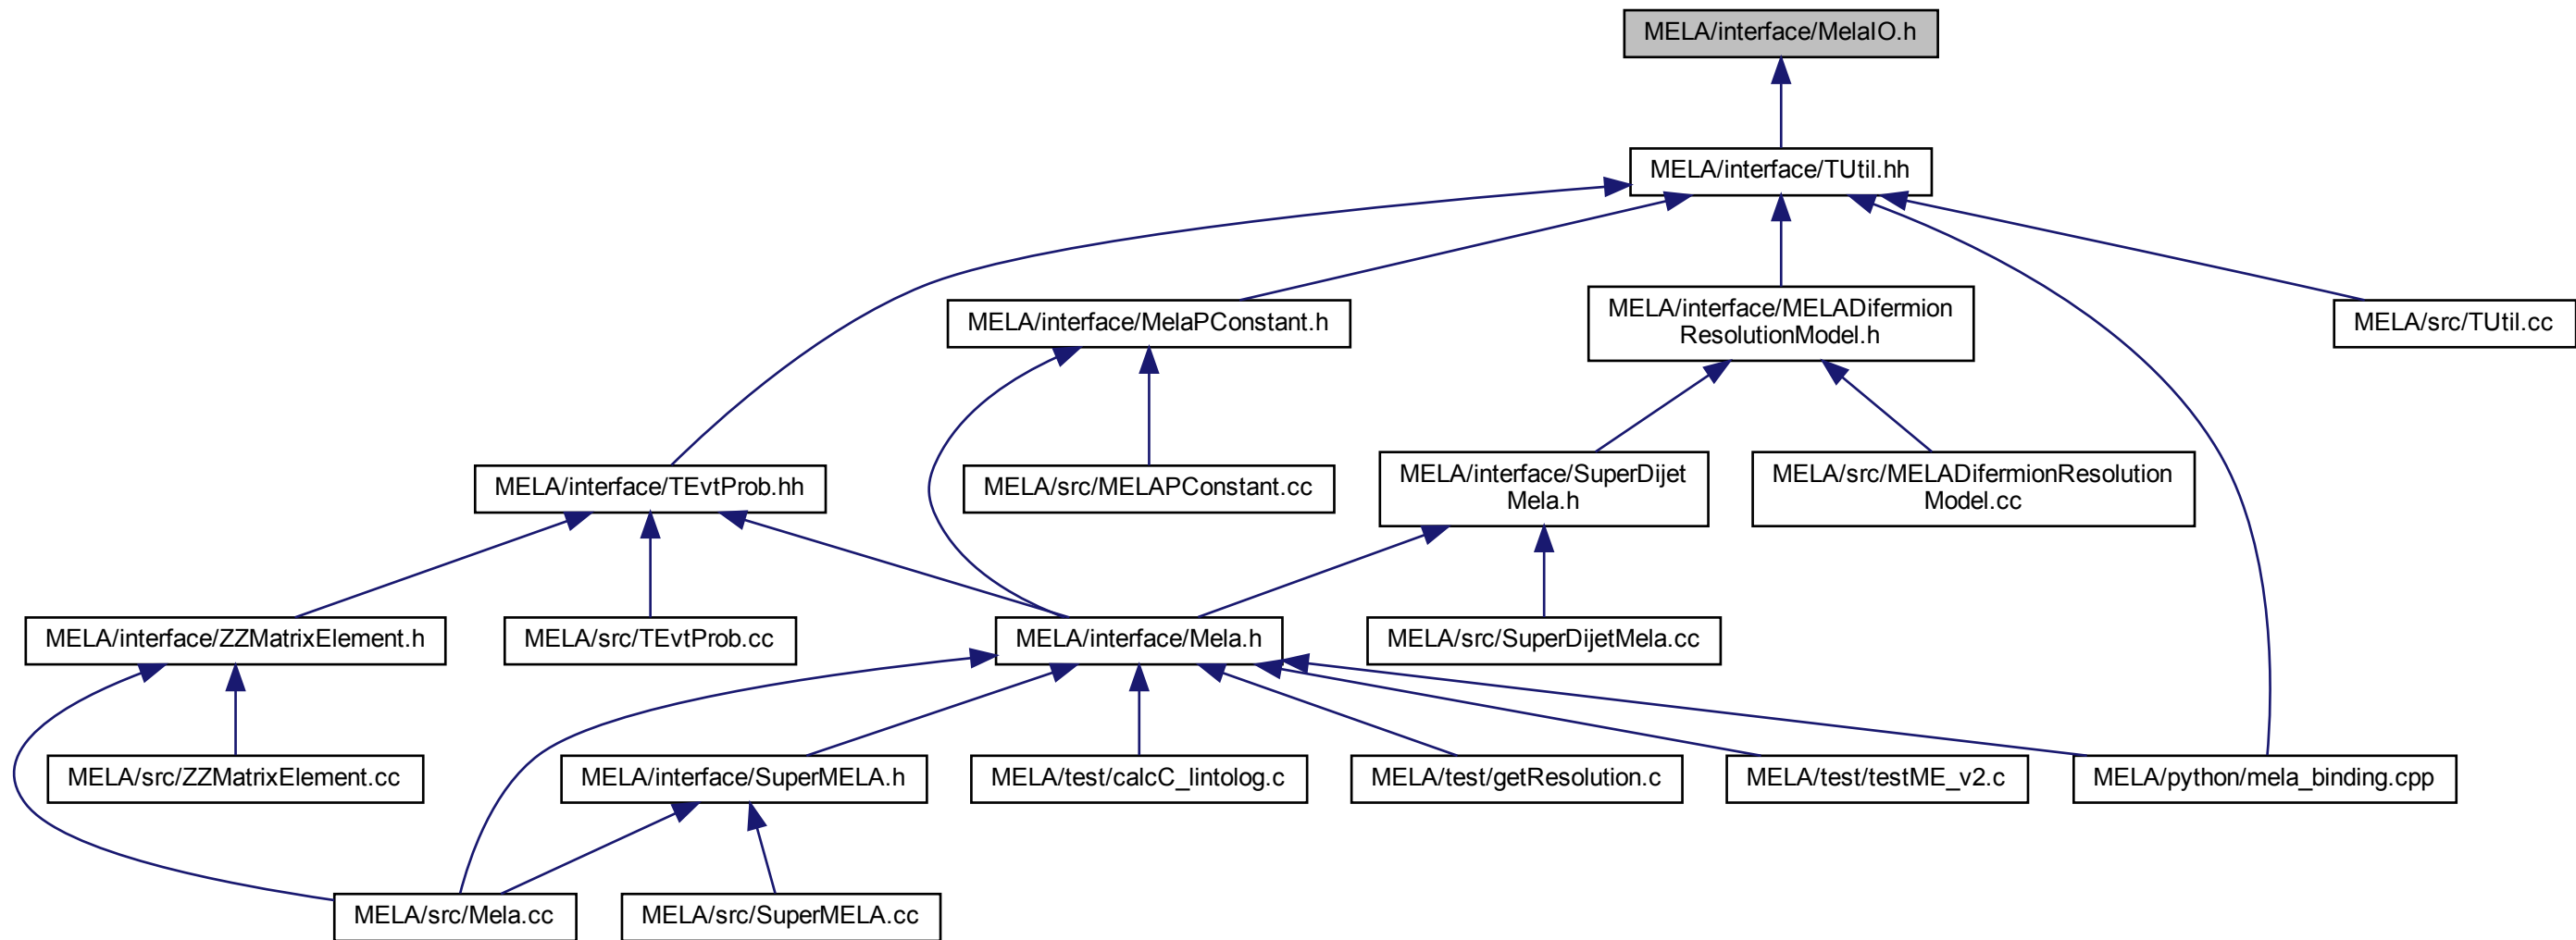 MELA/interface/MelaIO.h
MELA/interface/TUtil.hh
MELA/interface/MelaPConstant.h
MELA/interface/MELADifermion
ResolutionModel.h
MELA/src/TUtil.cc
MELA/interface/TEvtProb.hh
MELA/src/MELAPConstant.cc
MELA/interface/SuperDijet
Mela.h
MELA/src/MELADifermionResolution
Model.cc
MELA/interface/ZZMatrixElement.h
MELA/src/TEvtProb.cc
MELA/interface/Mela.h
MELA/src/SuperDijetMela.cc
MELA/src/ZZMatrixElement.cc
MELA/interface/SuperMELA.h
MELA/test/calcC_lintolog.c
MELA/test/getResolution.c
MELA/test/testME_v2.c
MELA/python/mela_binding.cpp
MELA/src/Mela.cc
MELA/src/SuperMELA.cc